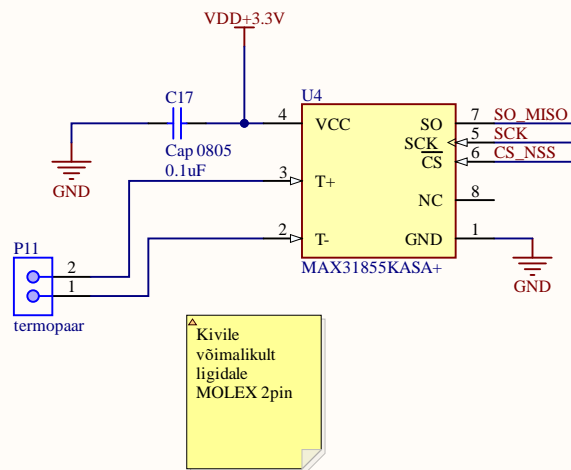 VDD+3.3V
C17
Cap 0805
0.1uF
GND
U4
4 VCC
3 T+
2 T-
SO 7 SO_MISO
SCK 5 SCK
CS 6 CS_NSS
NC 8
GND 1
MAX31855KASA+
GND
P11
2
1
termopaar
Kivile
võimalikult
ligidale
MOLEX 2pin